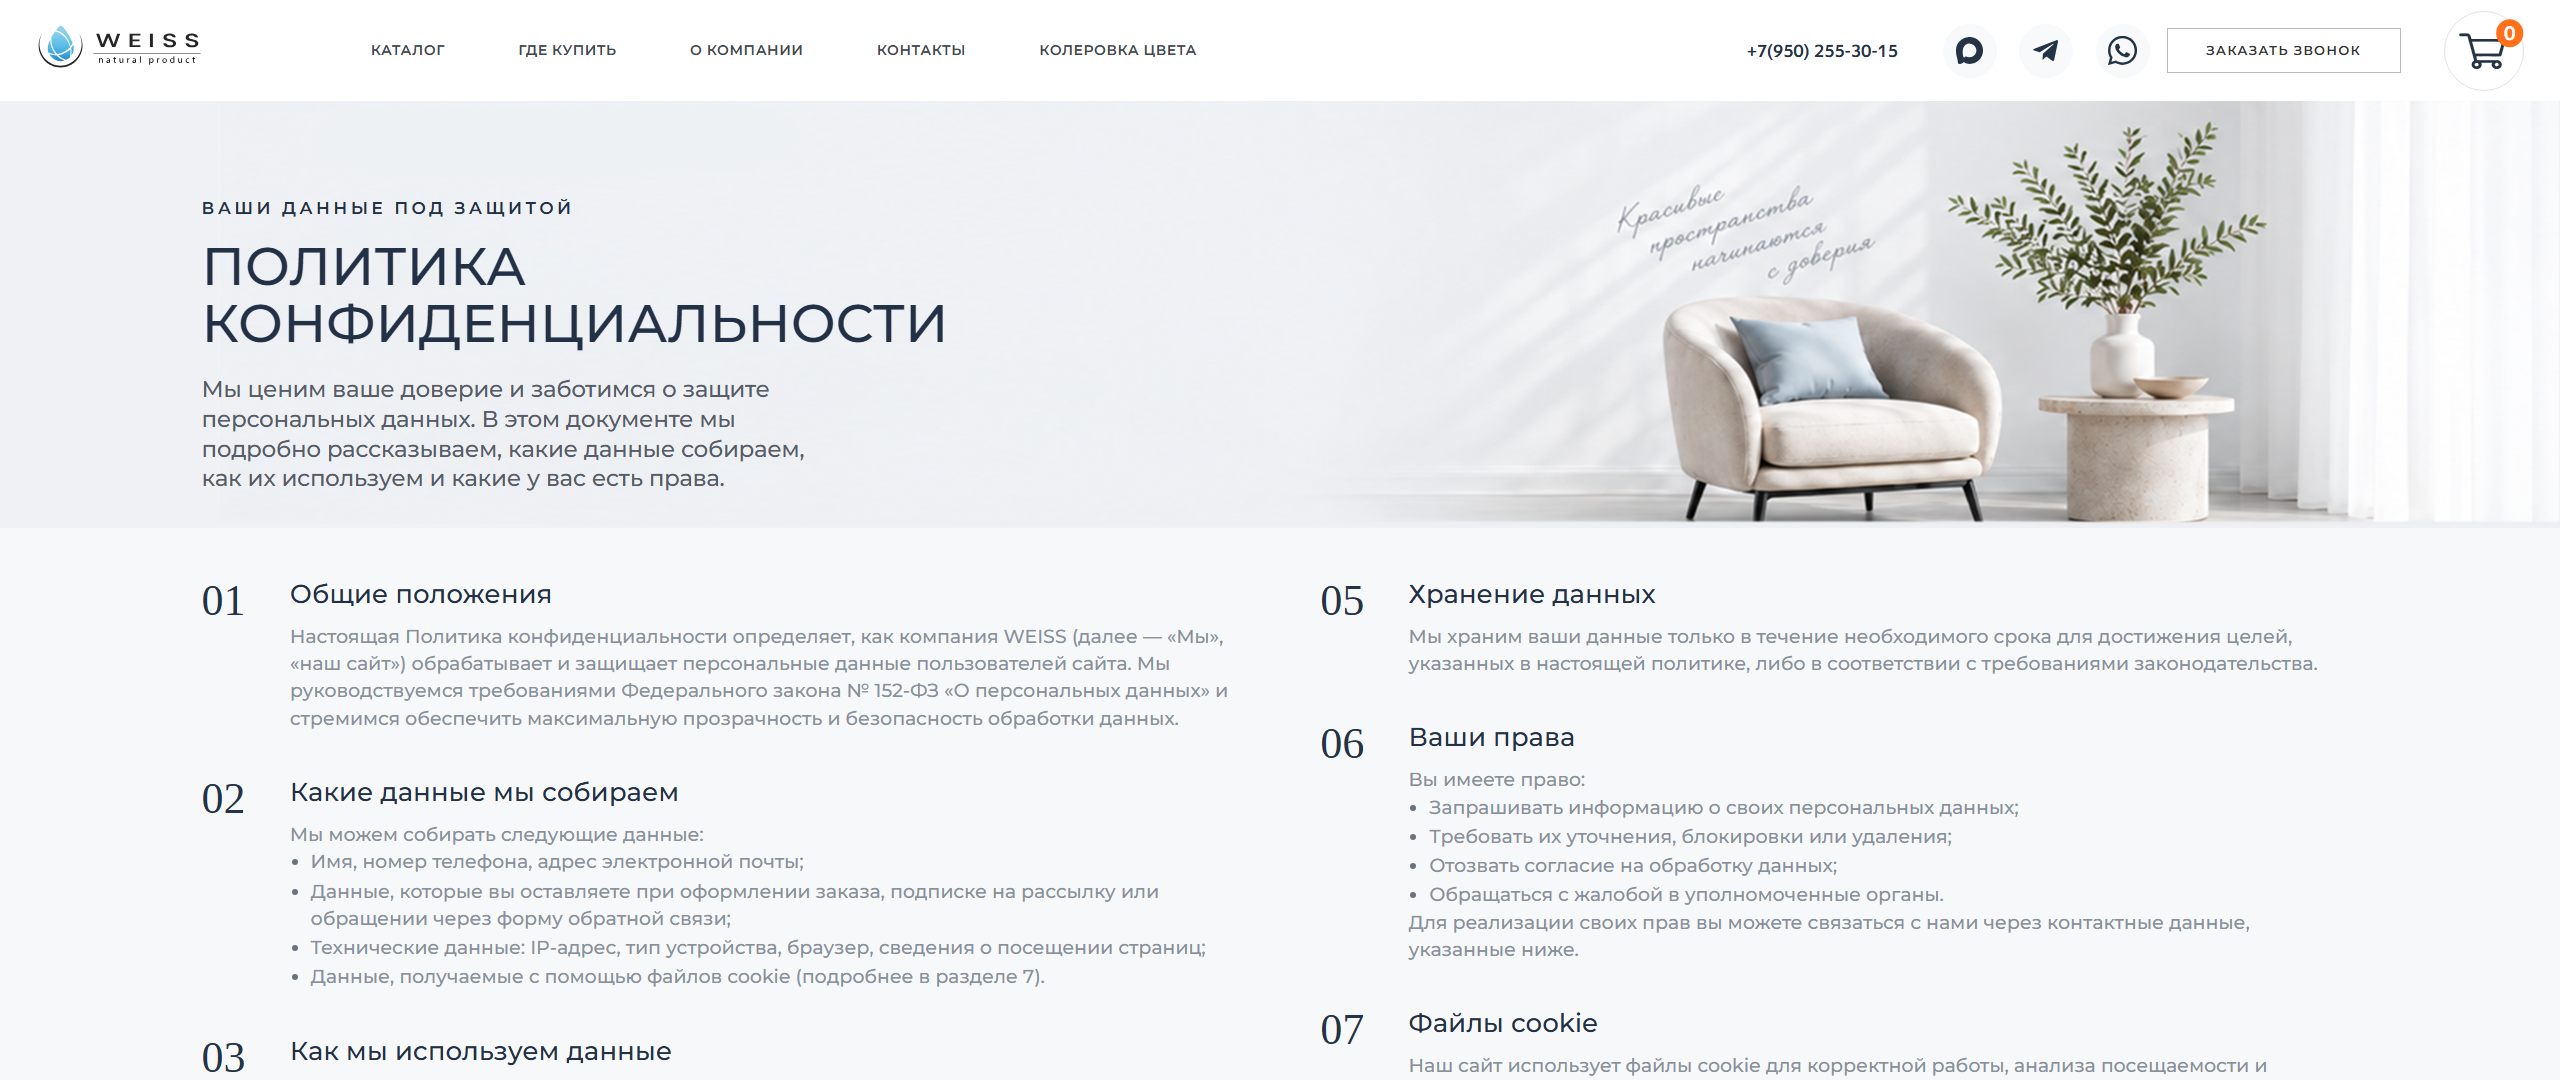 WEISS
natural product
КАТАЛОГ
ГДЕ КУПИТЬ
О КОМПАНИИ
КОНТАКТЫ
КОЛЕРОВКА ЦВЕТА
+7(950) 255-30-15
ЗАКАЗАТЬ ЗВОНОК
0
ВАШИ ДАННЫЕ ПОД ЗАЩИТОЙ
ПОЛИТИКА
КОНФИДЕНЦИАЛЬНОСТИ
Мы ценим ваше доверие и заботимся о защите
персональных данных. В этом документе мы
подробно рассказываем, какие данные собираем,
как их используем и какие у вас есть права.
Красивые
пространства
начинаются
с доверия
01
Общие положения
Настоящая Политика конфиденциальности определяет, как компания WEISS (далее — «Мы»,
«наш сайт») обрабатывает и защищает персональные данные пользователей сайта. Мы
руководствуемся требованиями Федерального закона № 152-ФЗ «О персональных данных» и
стремимся обеспечить максимальную прозрачность и безопасность обработки данных.
02
Какие данные мы собираем
Мы можем собирать следующие данные:
• Имя, номер телефона, адрес электронной почты;
• Данные, которые вы оставляете при оформлении заказа, подписке на рассылку или
обращении через форму обратной связи;
• Технические данные: IP-адрес, тип устройства, браузер, сведения о посещении страниц;
• Данные, получаемые с помощью файлов cookie (подробнее в разделе 7).
03
Как мы используем данные
05
Хранение данных
Мы храним ваши данные только в течение необходимого срока для достижения целей,
указанных в настоящей политике, либо в соответствии с требованиями законодательства.
06
Ваши права
Вы имеете право:
• Запрашивать информацию о своих персональных данных;
• Требовать их уточнения, блокировки или удаления;
• Отозвать согласие на обработку данных;
• Обращаться с жалобой в уполномоченные органы.
Для реализации своих прав вы можете связаться с нами через контактные данные,
указанные ниже.
07
Файлы cookie
Наш сайт использует файлы cookie для корректной работы, анализа посещаемости и